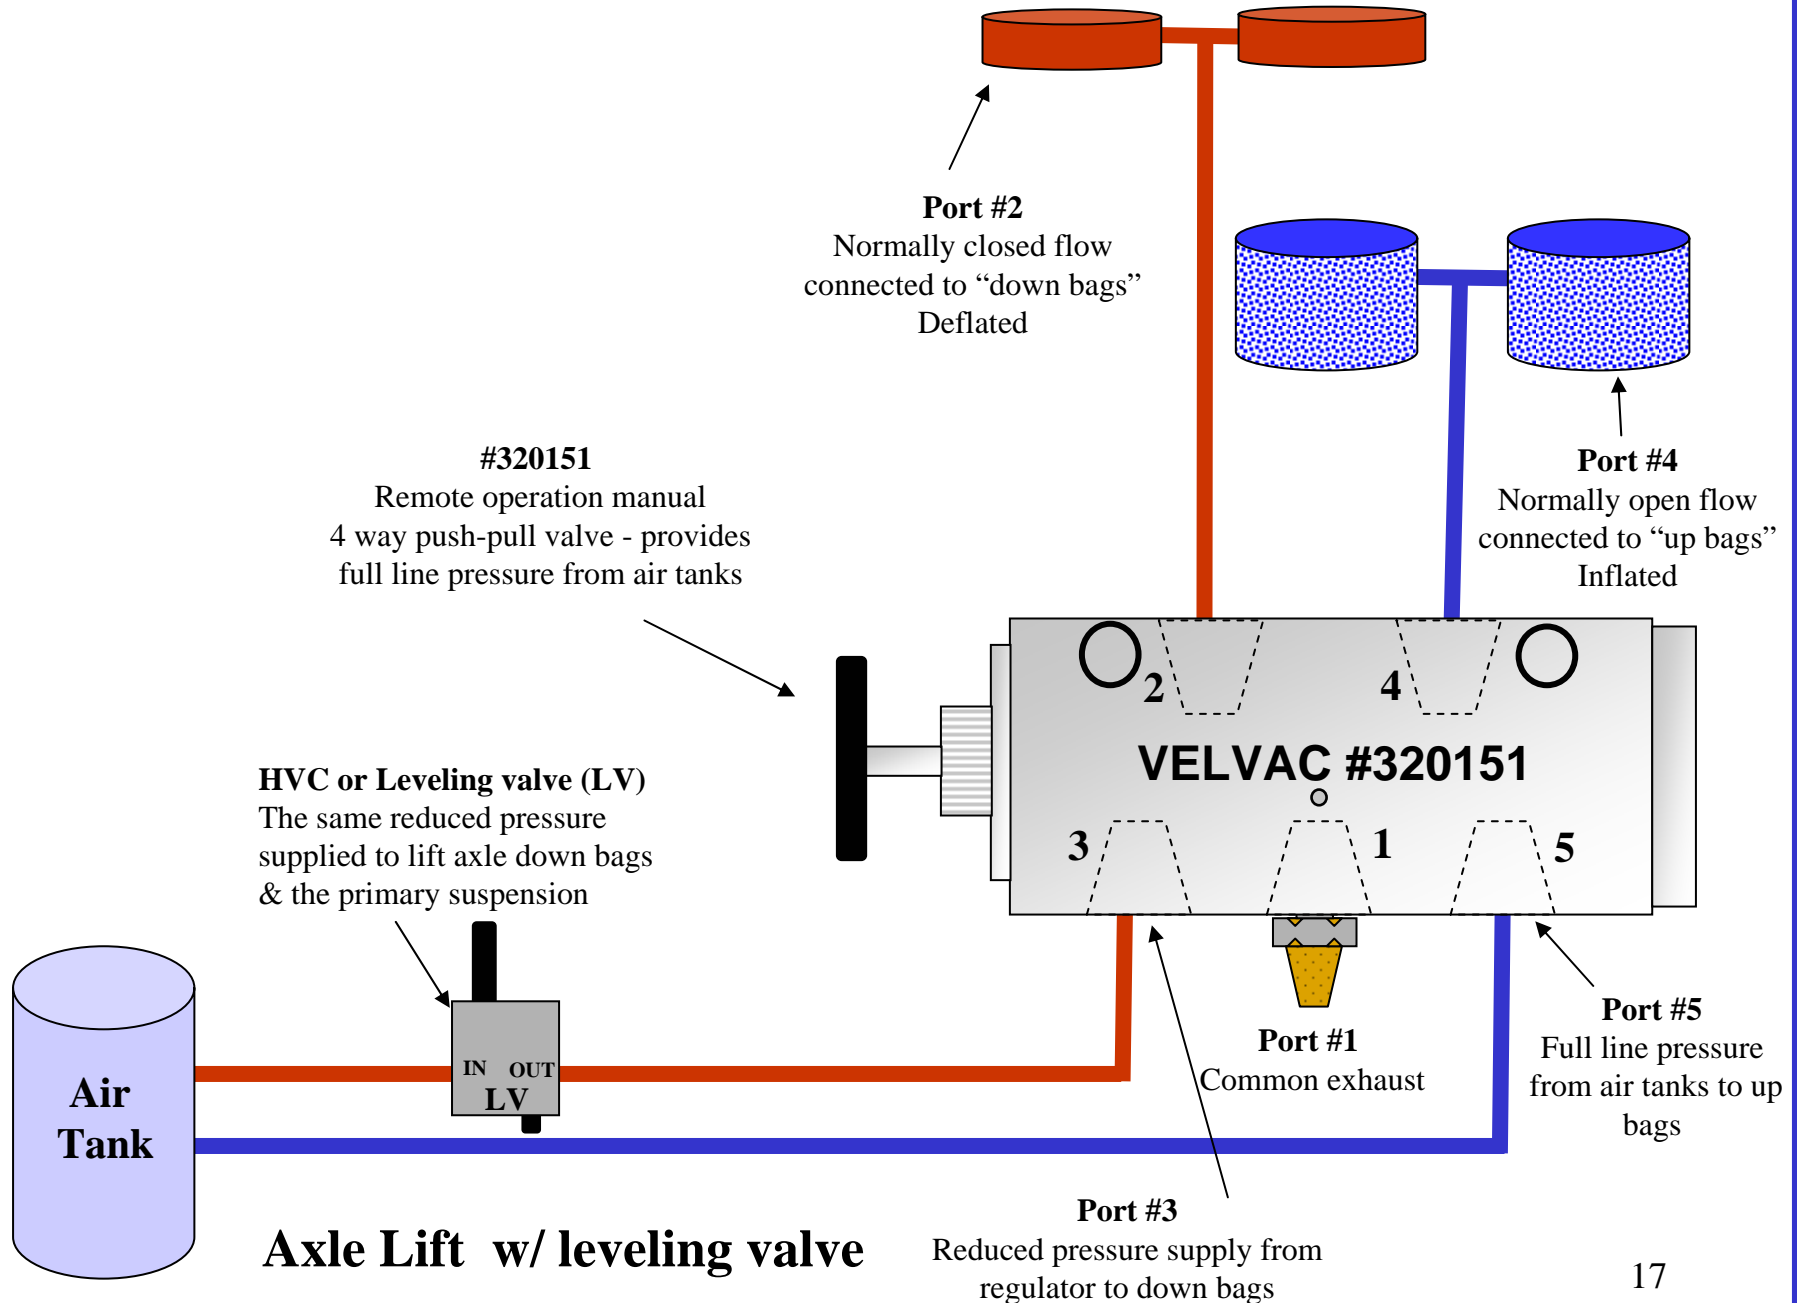 Port #2
Normally closed flow
connected to “down bags”
Deflated
Port #4
Normally open flow
connected to “up bags”
Inflated
#320151
Remote operation manual
4 way push-pull valve - provides
full line pressure from air tanks
2
4
VELVAC #320151
3
1
5
HVC or Leveling valve (LV)
The same reduced pressure
supplied to lift axle down bags
& the primary suspension
IN OUT
LV
Air
Tank
Port #1
Common exhaust
Port #5
Full line pressure
from air tanks to up
bags
Port #3
Reduced pressure supply from
regulator to down bags
Axle Lift w/ leveling valve
17